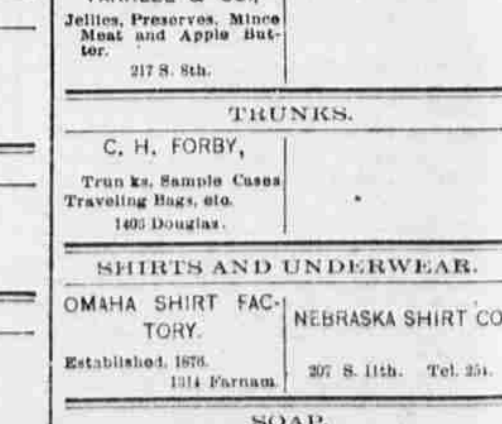 Jellies, Preserves, Mince
Meat and Apple But-
ter.
217 S. 8th.
TRUNKS.
C. H. FORBY,
Trun ks, Sample Cases
Traveling Bags, etc.
1405 Douglas.
SHIRTS AND UNDERWEAR.
OMAHA SHIRT FAC-
TORY.
Established, 1876.
1314 Farnam.
NEBRASKA SHIRT CO
207 S. 11th. Tel. 254.
SOAP.